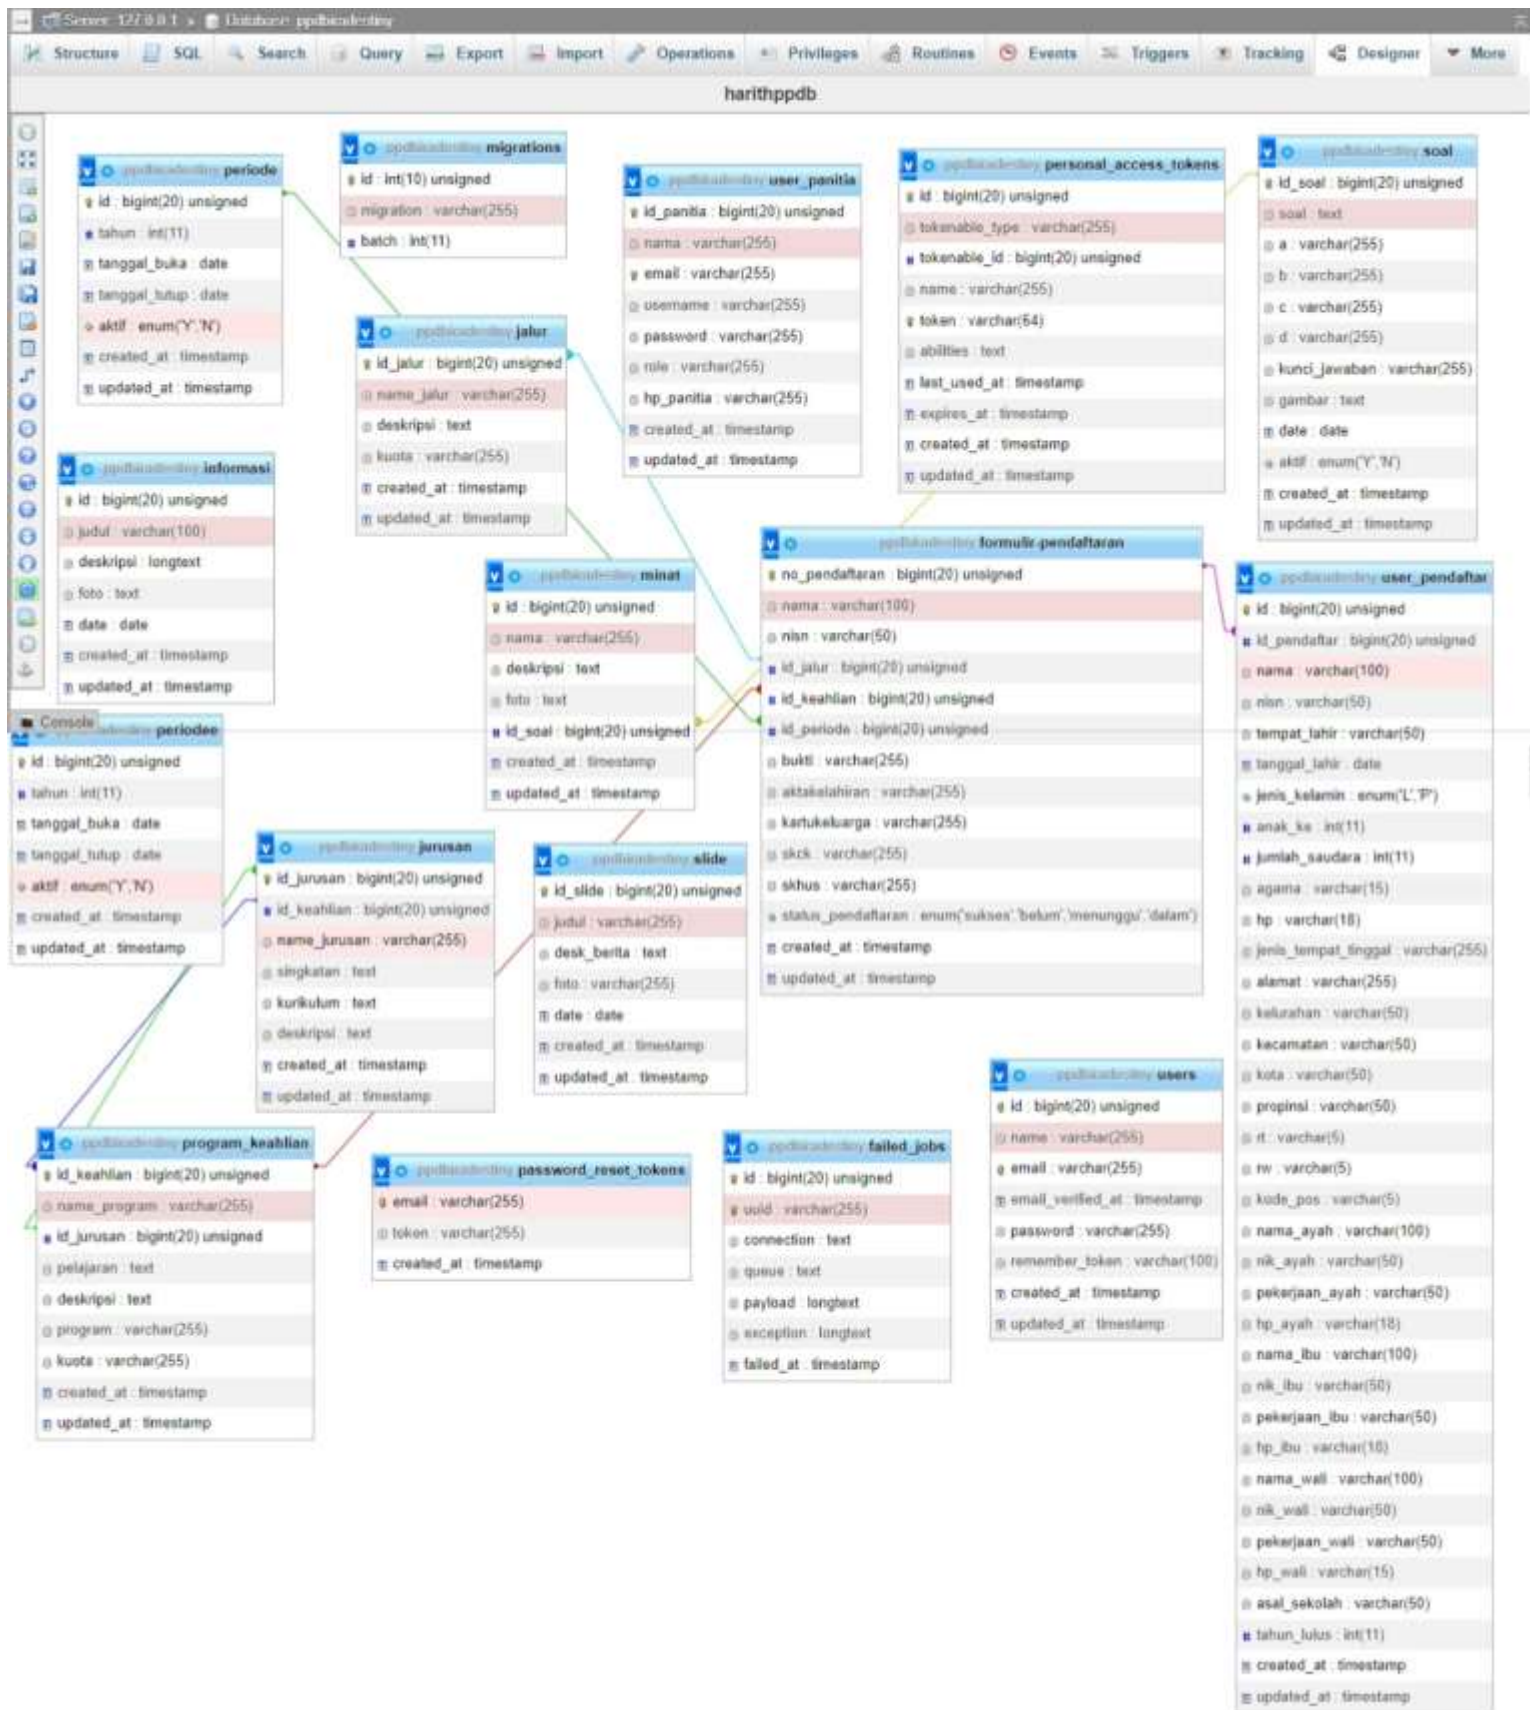 Server: 127.0.0.1 » Database: ppdbicadestiny
Structure SQL Search Query Export Import Operations Privileges Routines Events Triggers Tracking Designer More
harithppdb
periode
id : bigint(20) unsigned
tahun : int(11)
tanggal_buka : date
tanggal_tutup : date
aktif : enum('Y','N')
created_at : timestamp
updated_at : timestamp
migrations
id : int(10) unsigned
migration : varchar(255)
batch : int(11)
user_panitia
id_panitia : bigint(20) unsigned
nama : varchar(255)
email : varchar(255)
username : varchar(255)
password : varchar(255)
role : varchar(255)
hp_panitia : varchar(255)
created_at : timestamp
updated_at : timestamp
personal_access_tokens
id : bigint(20) unsigned
tokenable_type : varchar(255)
tokenable_id : bigint(20) unsigned
name : varchar(255)
token : varchar(64)
abilities : text
last_used_at : timestamp
expires_at : timestamp
created_at : timestamp
updated_at : timestamp
soal
id_soal : bigint(20) unsigned
soal : text
a : varchar(255)
b : varchar(255)
c : varchar(255)
d : varchar(255)
kunci_jawaban : varchar(255)
gambar : text
date : date
aktif : enum('Y','N')
created_at : timestamp
updated_at : timestamp
jalur
id_jalur : bigint(20) unsigned
name_jalur : varchar(255)
deskripsi : text
kuota : varchar(255)
created_at : timestamp
updated_at : timestamp
informasi
id : bigint(20) unsigned
judul : varchar(100)
deskripsi : longtext
foto : text
date : date
created_at : timestamp
updated_at : timestamp
minat
id : bigint(20) unsigned
nama : varchar(255)
deskripsi : text
foto : text
id_soal : bigint(20) unsigned
created_at : timestamp
updated_at : timestamp
formulir-pendaftaran
no_pendaftaran : bigint(20) unsigned
nama : varchar(100)
nisn : varchar(50)
id_jalur : bigint(20) unsigned
id_keahlian : bigint(20) unsigned
id_periode : bigint(20) unsigned
bukti : varchar(255)
aktakelahiran : varchar(255)
kartukeluarga : varchar(255)
skck : varchar(255)
skhus : varchar(255)
status_pendaftaran : enum('sukses','belum','menunggu','dalam')
created_at : timestamp
updated_at : timestamp
user_pendaftar
id : bigint(20) unsigned
id_pendaftar : bigint(20) unsigned
nama : varchar(100)
nisn : varchar(50)
tempat_lahir : varchar(50)
tanggal_lahir : date
jenis_kelamin : enum('L','P')
anak_ke : int(11)
jumlah_saudara : int(11)
agama : varchar(15)
hp : varchar(18)
jenis_tempat_tinggal : varchar(255)
alamat : varchar(255)
kelurahan : varchar(50)
kecamatan : varchar(50)
kota : varchar(50)
propinsi : varchar(50)
rt : varchar(5)
rw : varchar(5)
kode_pos : varchar(5)
nama_ayah : varchar(100)
nik_ayah : varchar(50)
pekerjaan_ayah : varchar(50)
hp_ayah : varchar(18)
nama_ibu : varchar(100)
nik_ibu : varchar(50)
pekerjaan_ibu : varchar(50)
hp_ibu : varchar(18)
nama_wali : varchar(100)
nik_wali : varchar(50)
pekerjaan_wali : varchar(50)
hp_wali : varchar(15)
asal_sekolah : varchar(50)
tahun_lulus : int(11)
created_at : timestamp
updated_at : timestamp
Console
periodee
id : bigint(20) unsigned
tahun : int(11)
tanggal_buka : date
tanggal_tutup : date
aktif : enum('Y','N')
created_at : timestamp
updated_at : timestamp
jurusan
id_jurusan : bigint(20) unsigned
id_keahlian : bigint(20) unsigned
name_jurusan : varchar(255)
singkatan : text
kurikulum : text
deskripsi : text
created_at : timestamp
updated_at : timestamp
slide
id_slide : bigint(20) unsigned
judul : varchar(255)
desk_berita : text
foto : varchar(255)
date : date
created_at : timestamp
updated_at : timestamp
users
id : bigint(20) unsigned
name : varchar(255)
email : varchar(255)
email_verified_at : timestamp
password : varchar(255)
remember_token : varchar(100)
created_at : timestamp
updated_at : timestamp
program_keahlian
id_keahlian : bigint(20) unsigned
name_program : varchar(255)
id_jurusan : bigint(20) unsigned
pelajaran : text
deskripsi : text
program : varchar(255)
kuota : varchar(255)
created_at : timestamp
updated_at : timestamp
password_reset_tokens
email : varchar(255)
token : varchar(255)
created_at : timestamp
failed_jobs
id : bigint(20) unsigned
uuid : varchar(255)
connection : text
queue : text
payload : longtext
exception : longtext
failed_at : timestamp